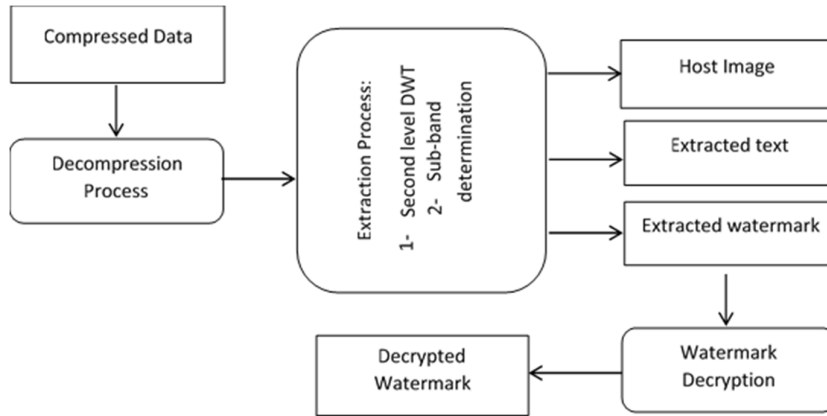 Compressed Data
Decompression
Process
Extraction Process:
1- Second level DWT
2- Sub-band
determination
Host Image
Extracted text
Extracted watermark
Watermark
Decryption
Decrypted
Watermark